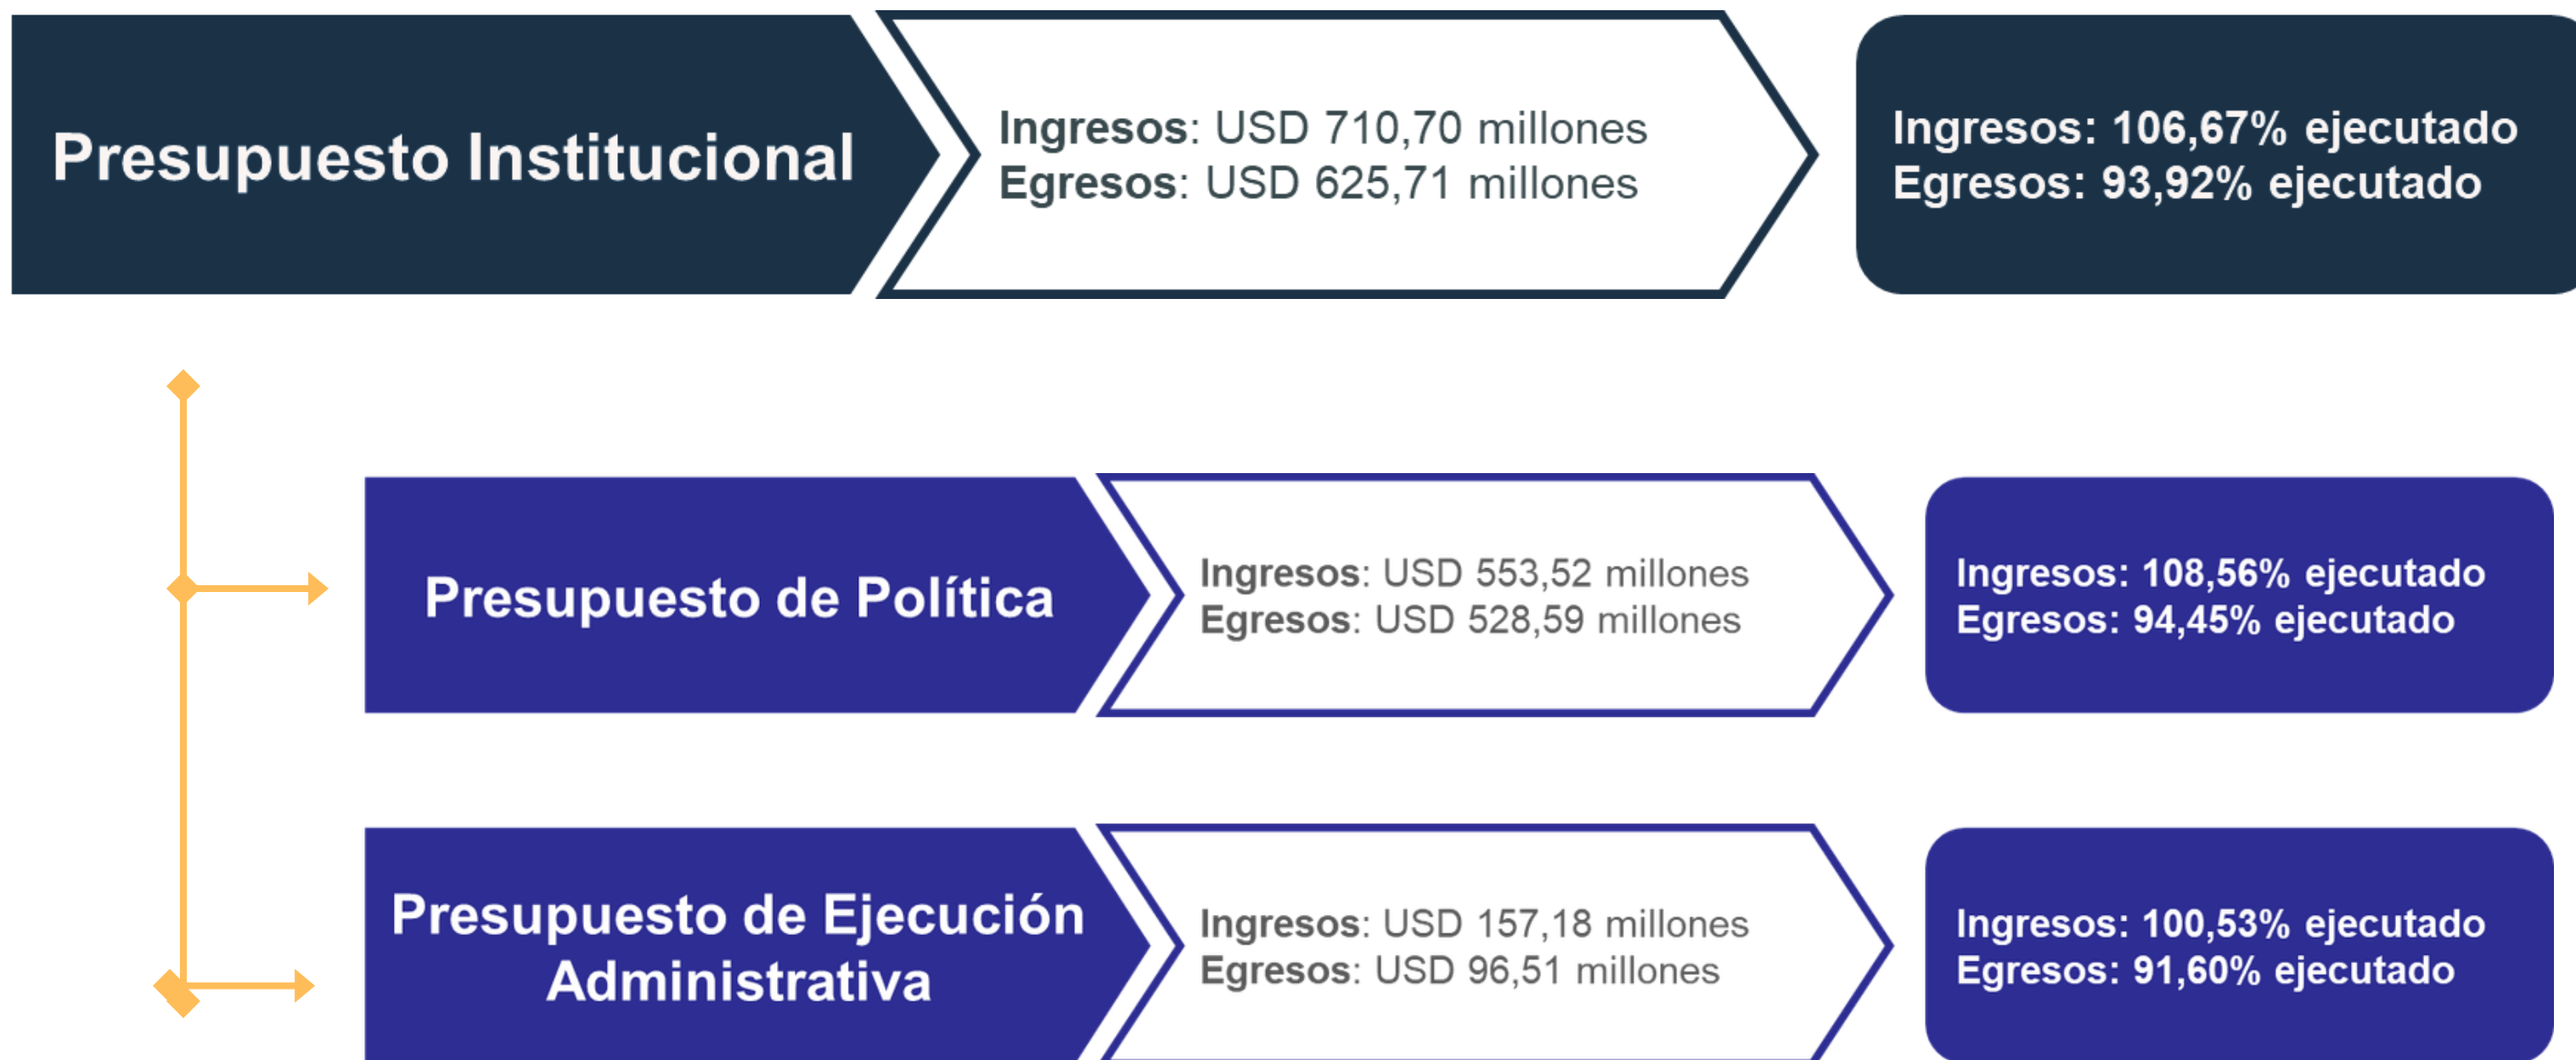 Presupuesto Institucional
Ingresos: USD 710,70 millones
Egresos: USD 625,71 millones
Ingresos: 106,67% ejecutado
Egresos: 93,92% ejecutado
Presupuesto de Política
Ingresos: USD 553,52 millones
Egresos: USD 528,59 millones
Ingresos: 108,56% ejecutado
Egresos: 94,45% ejecutado
Presupuesto de Ejecución
Administrativa
Ingresos: USD 157,18 millones
Egresos: USD 96,51 millones
Ingresos: 100,53% ejecutado
Egresos: 91,60% ejecutado